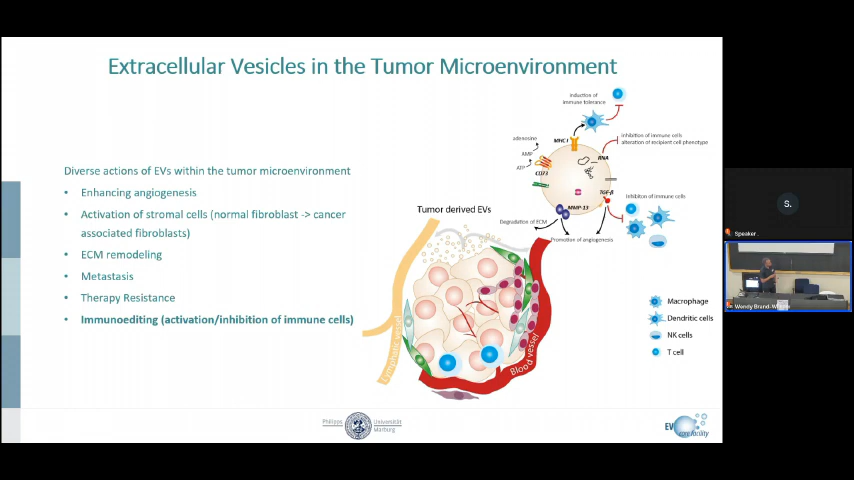 Extracellular Vesicles in the Tumor Microenvironment
Diverse actions of EVs within the tumor microenvironment
• Enhancing angiogenesis
• Activation of stromal cells (normal fibroblast -> cancer
associated fibroblasts)
• ECM remodeling
• Metastasis
• Therapy Resistance
• Immunoediting (activation/inhibition of immune cells)
Tumor derived EVs
Lymphatic vessel
Blood vessel
induction of
immune tolerance
MHC I
adenosine
AMP
ATP
CD73
RNA
inhibition of immune cells
alteration of recipient cell phenotype
TGF-β
Inhibiton of immune cells
MMP-13
Degradation of ECM
Promotion of angiogenesis
Macrophage
Dendritic cells
NK cells
T cell
Philipps
Universität
Marburg
EV
core facility
S.
Speaker .